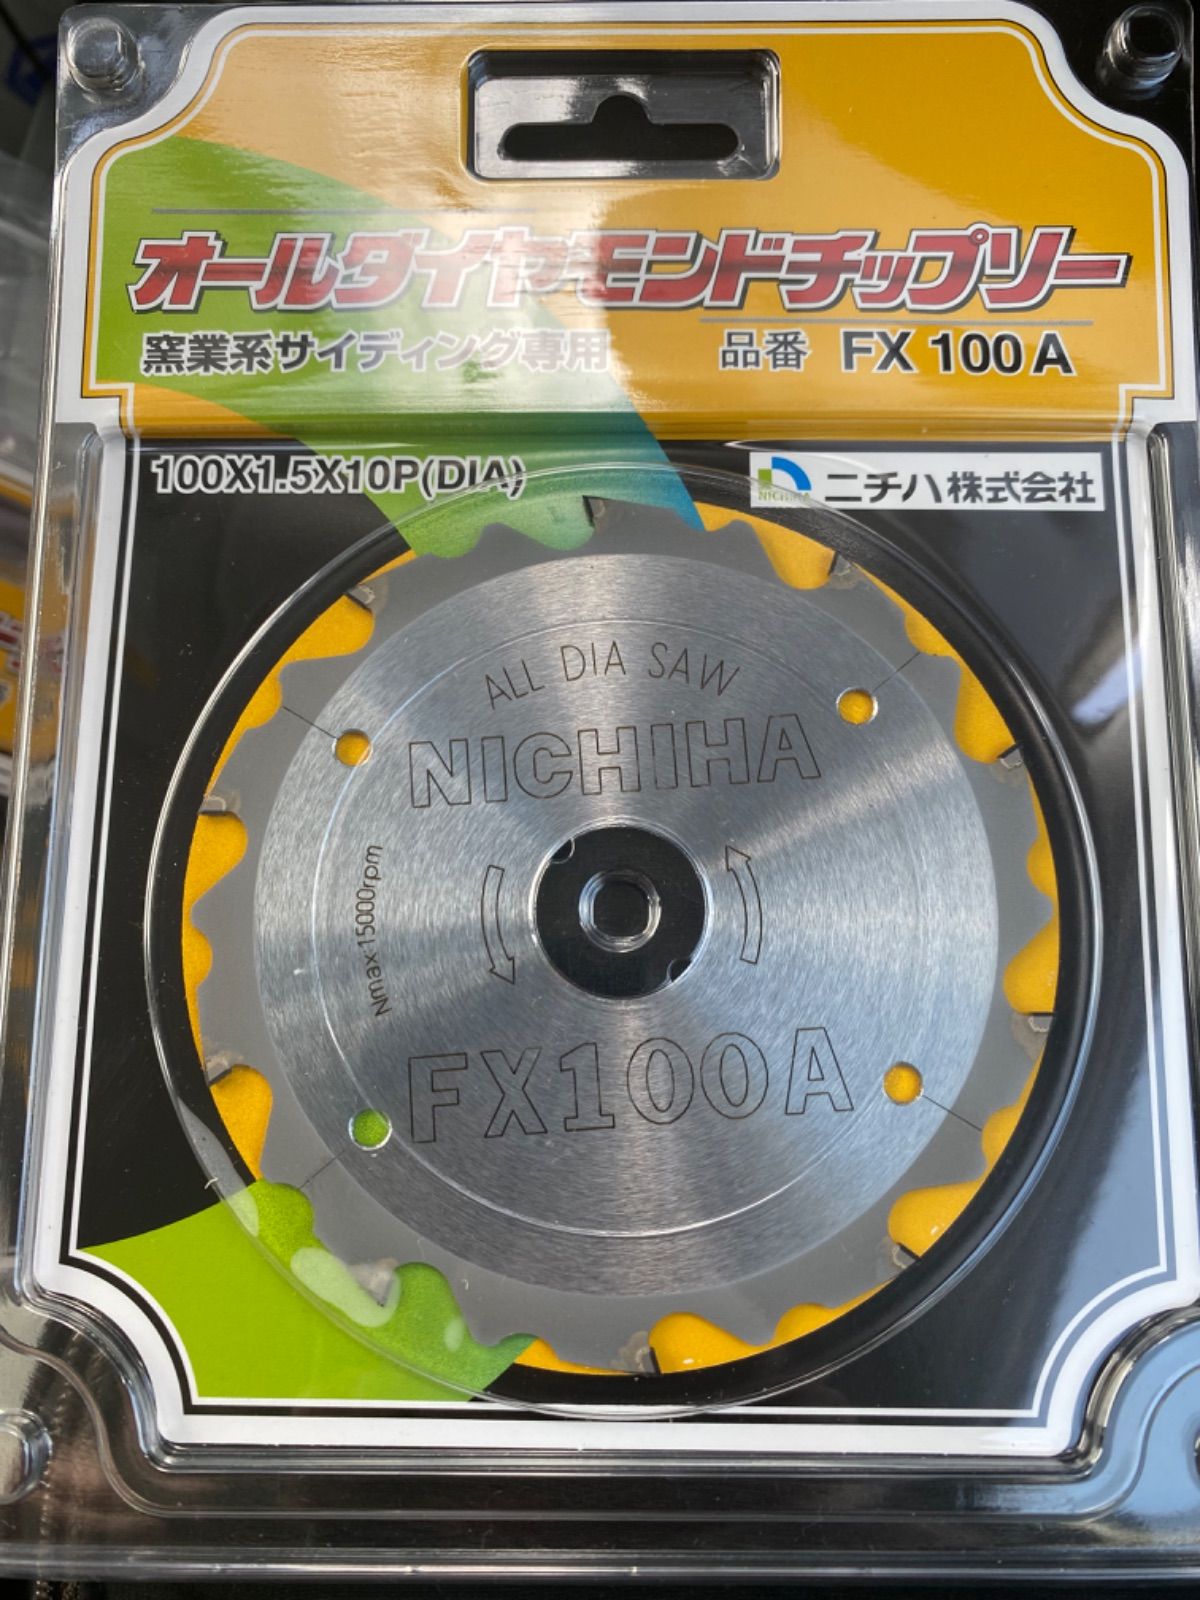 オールダイヤモンドチップソー
窯業系サイディング専用
品番 FX 100 A
100X1.5X10P(DIA)
NICHIHA ニチハ株式会社
ALL DIA SAW
NICHIHA
Nmax·15000rpm
FX100A